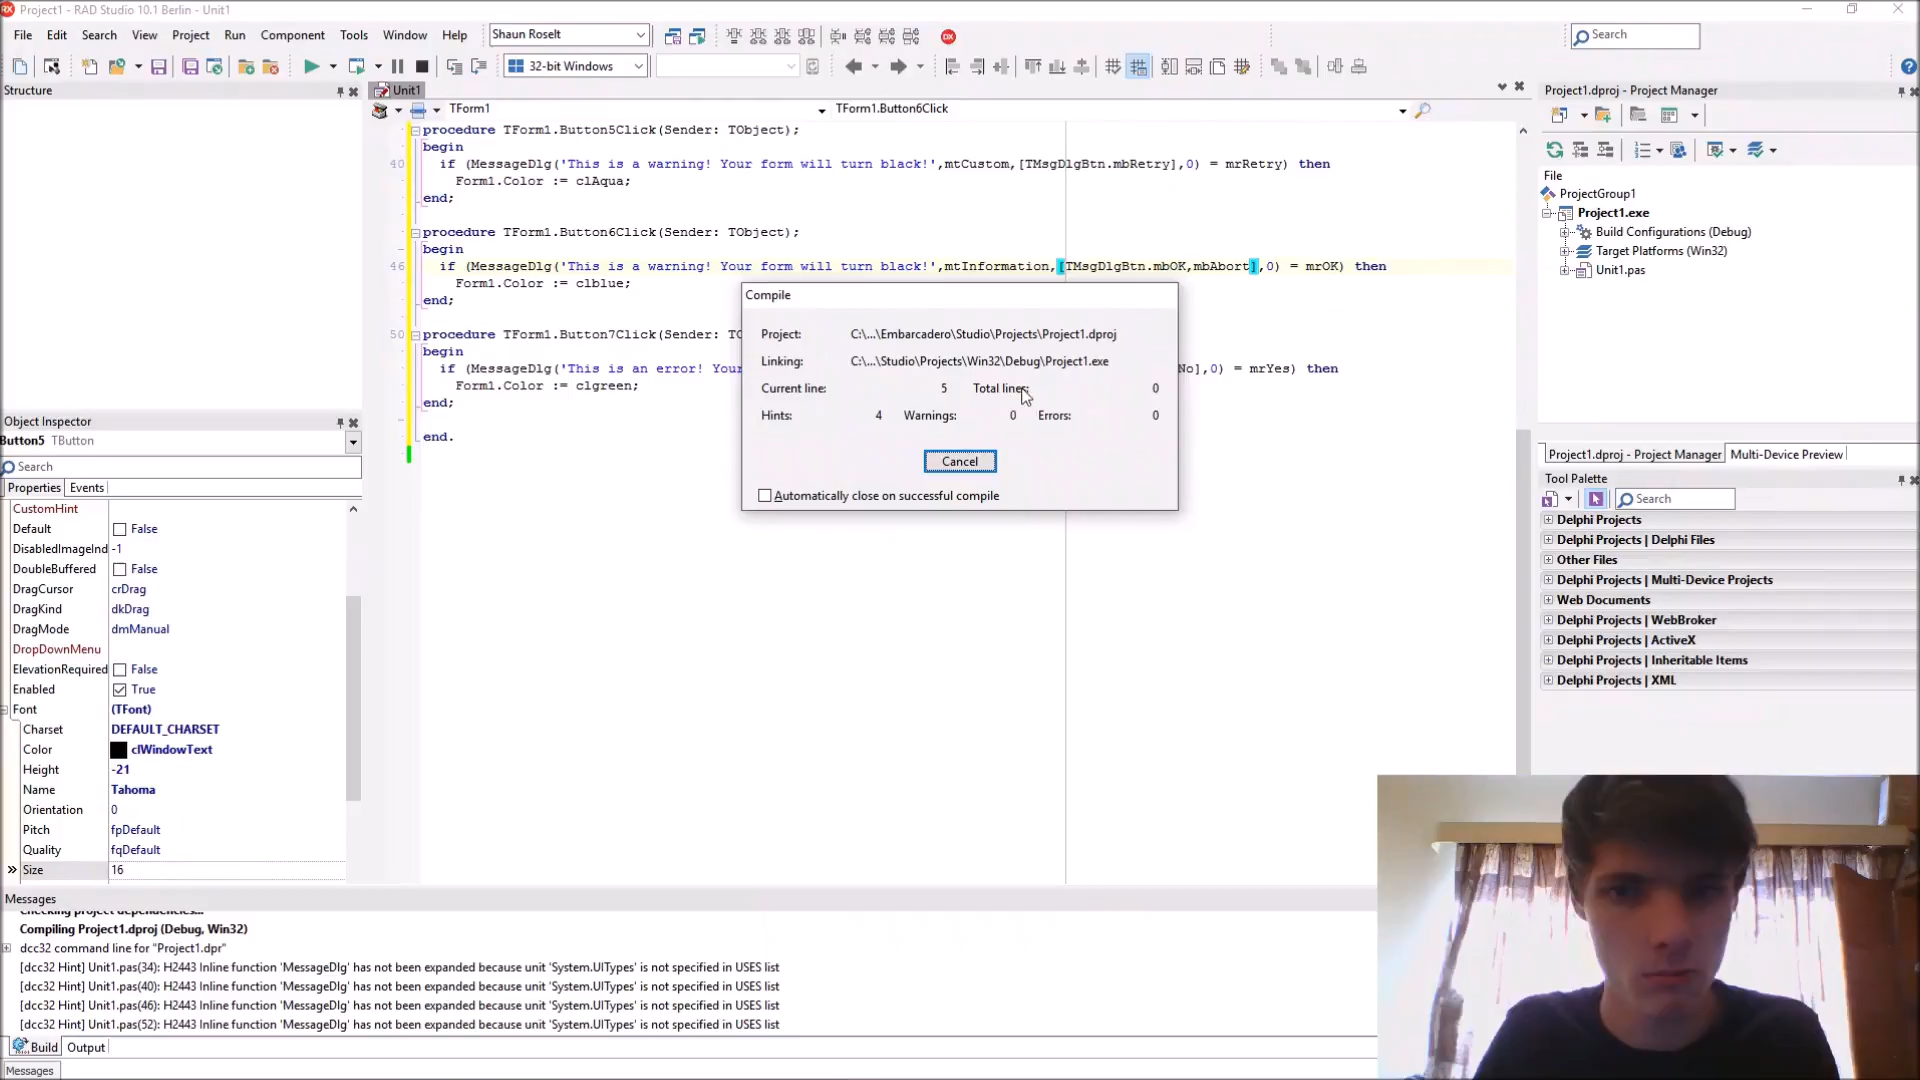 Project1 - RAD Studio 10.1 Berlin - Unit1
File Edit Search View Project Run Component Tools Window Help
Shaun Roselt
Search
32-bit Windows
Structure
Unit1
TForm1
TForm1.Button6Click
procedure TForm1.Button5Click(Sender: TObject);
begin
40 if (MessageDlg('This is a warning! Your form will turn black!',mtCustom,[TMsgDlgBtn.mbRetry],0) = mrRetry) then
Form1.Color := clAqua;
end;
procedure TForm1.Button6Click(Sender: TObject);
begin
46 if (MessageDlg('This is a warning! Your form will turn black!',mtInformation,[TMsgDlgBtn.mbOK,mbAbort],0) = mrOK) then
Form1.Color := clblue;
end;
50 procedure TForm1.Button7Click(Sender: TO
begin
if (MessageDlg('This is an error! Your No],0) = mrYes) then
Form1.Color := clgreen;
end;
end.
Compile
Project: C:\...\Embarcadero\Studio\Projects\Project1.dproj
Linking: C:\...\Studio\Projects\Win32\Debug\Project1.exe
Current line: 5 Total lines: 0
Hints: 4 Warnings: 0 Errors: 0
Cancel
Automatically close on successful compile
Object Inspector
Button5 TButton
Search
Properties Events
CustomHint
Default False
DisabledImageInd -1
DoubleBuffered False
DragCursor crDrag
DragKind dkDrag
DragMode dmManual
DropDownMenu
ElevationRequired False
Enabled True
Font (TFont)
Charset DEFAULT_CHARSET
Color clWindowText
Height -21
Name Tahoma
Orientation 0
Pitch fpDefault
Quality fqDefault
Size 16
Project1.dproj - Project Manager
File
ProjectGroup1
Project1.exe
Build Configurations (Debug)
Target Platforms (Win32)
Unit1.pas
Project1.dproj - Project Manager Multi-Device Preview
Tool Palette
Search
Delphi Projects
Delphi Projects | Delphi Files
Other Files
Delphi Projects | Multi-Device Projects
Web Documents
Delphi Projects | WebBroker
Delphi Projects | ActiveX
Delphi Projects | Inheritable Items
Delphi Projects | XML
Messages
Checking project dependencies...
Compiling Project1.dproj (Debug, Win32)
dcc32 command line for "Project1.dpr"
[dcc32 Hint] Unit1.pas(34): H2443 Inline function 'MessageDlg' has not been expanded because unit 'System.UITypes' is not specified in USES list
[dcc32 Hint] Unit1.pas(40): H2443 Inline function 'MessageDlg' has not been expanded because unit 'System.UITypes' is not specified in USES list
[dcc32 Hint] Unit1.pas(46): H2443 Inline function 'MessageDlg' has not been expanded because unit 'System.UITypes' is not specified in USES list
[dcc32 Hint] Unit1.pas(52): H2443 Inline function 'MessageDlg' has not been expanded because unit 'System.UITypes' is not specified in USES list
Build Output
Messages